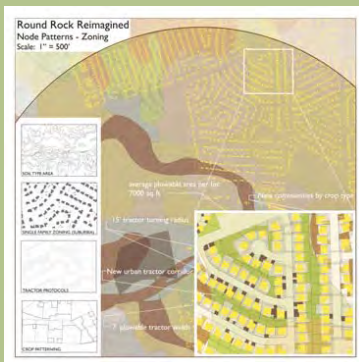 Round Rock Reimagined
Node Patterns - Zoning
Scale: 1" = 500'
SOIL TYPE AREA
SINGLE FAMILY ZONING (SUBURBAN)
TRACTOR PROTOCOLS
CROP PATTERNING
average plowable area per lot
7000 sq. ft
New communities by crop type
15' tractor turning radius
New urban tractor corridor
7' plowable tractor width